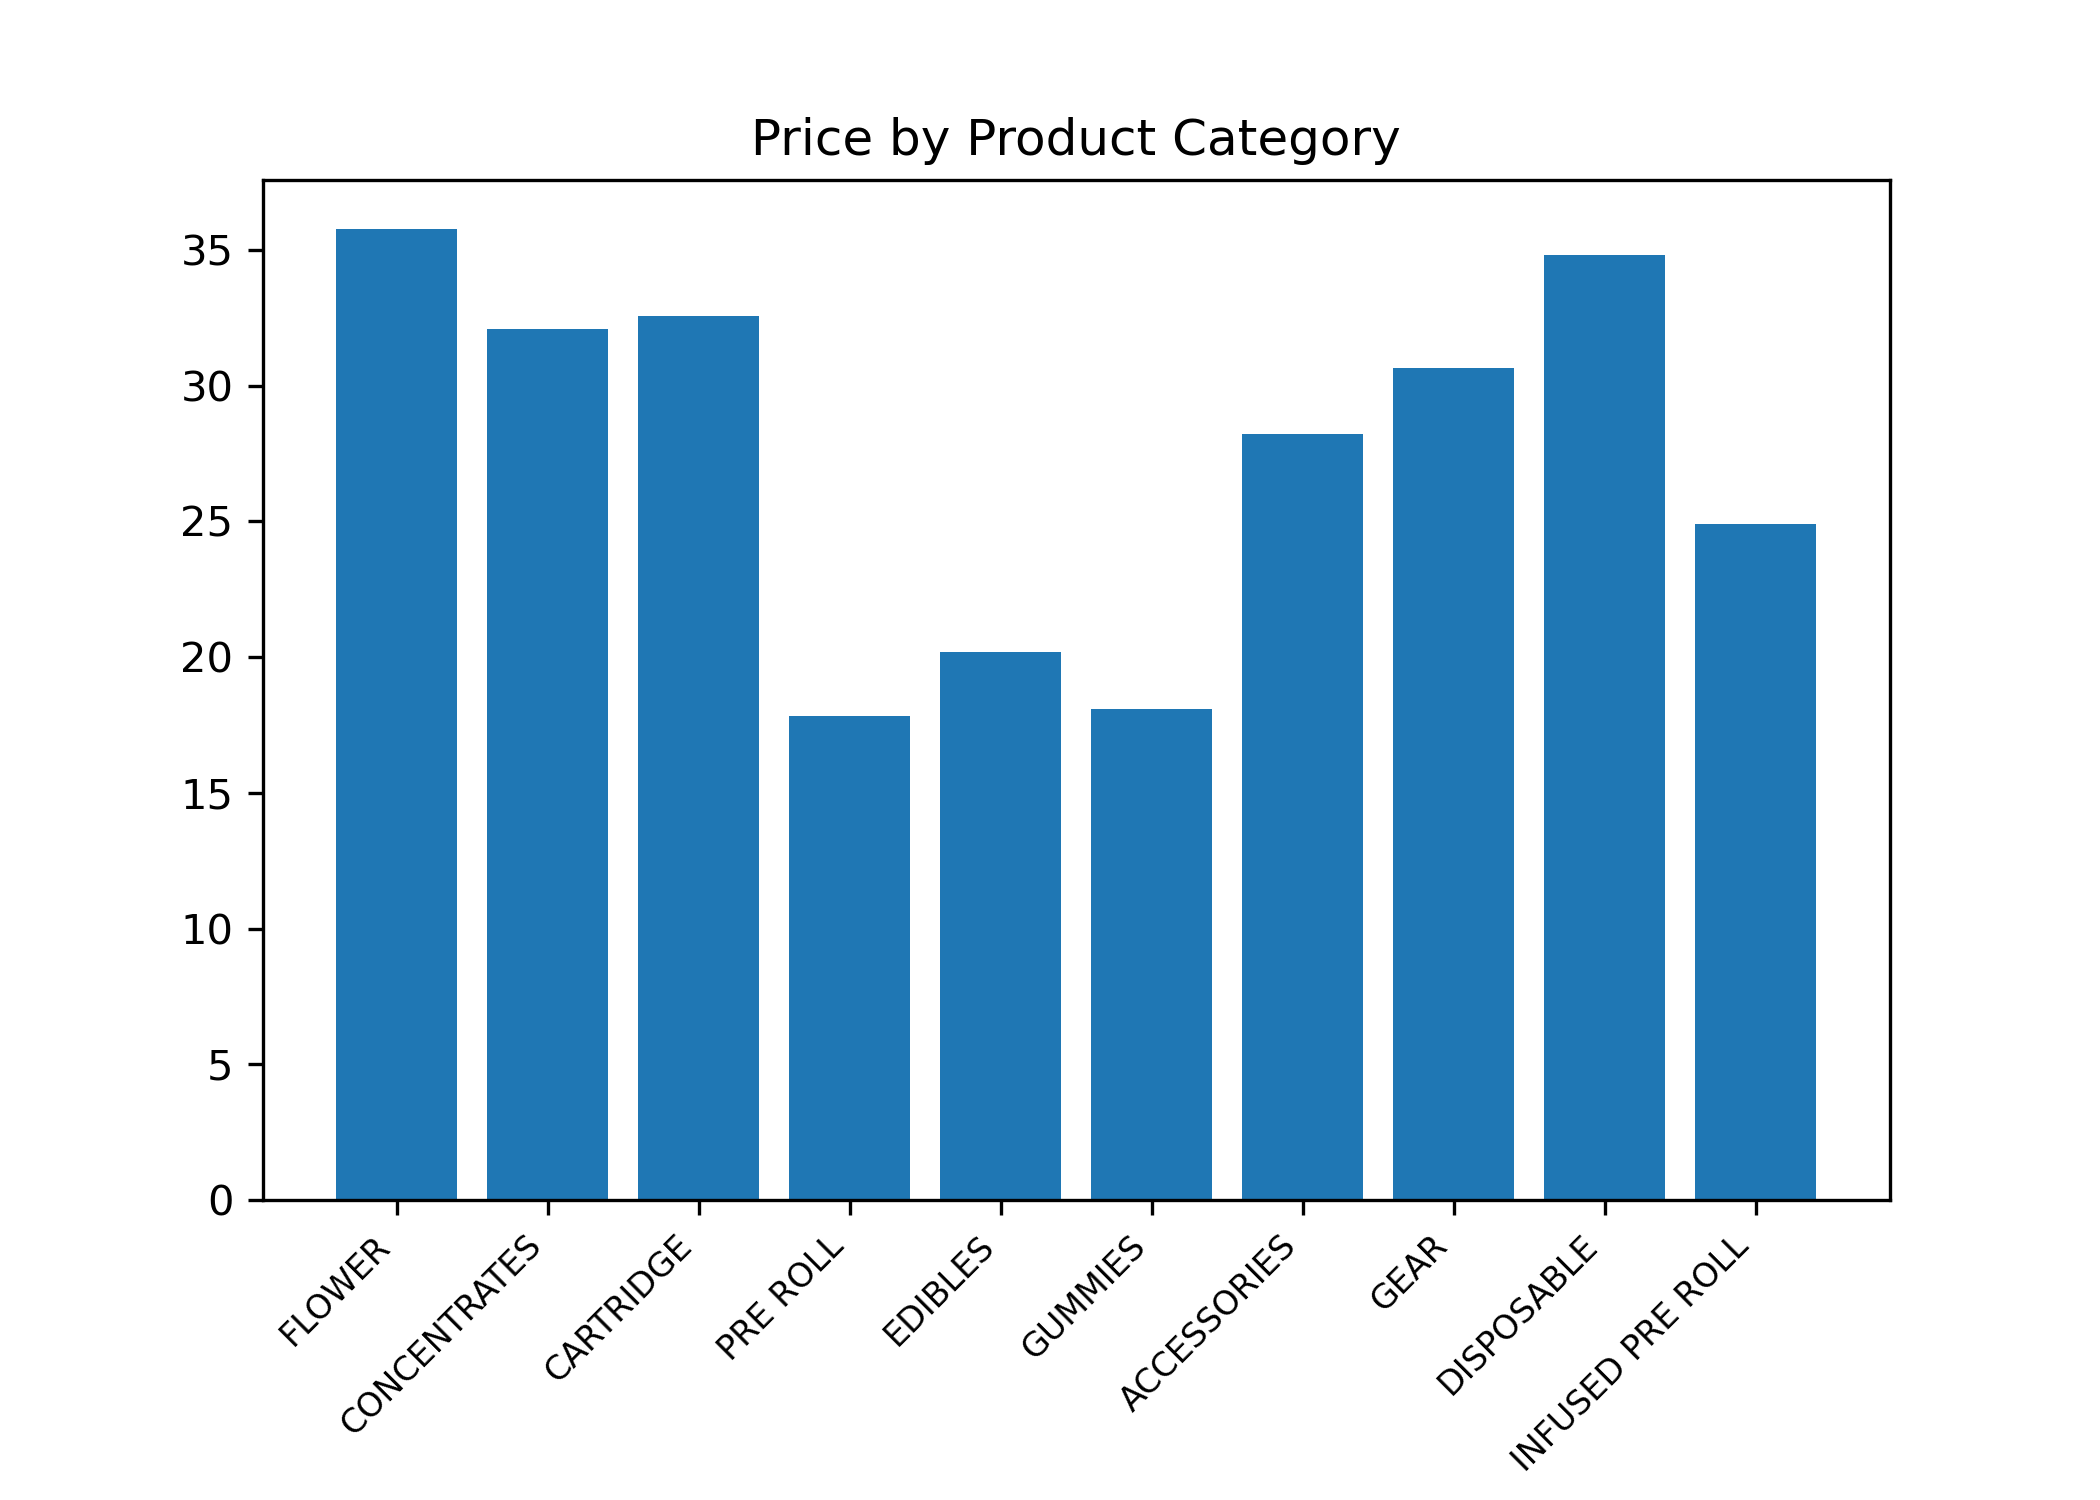 Price by Product Category
35
30
25
20
15
10
5
0
FLOWER
CONCENTRATES
CARTRIDGE
PRE ROLL
EDIBLES
GUMMIES
ACCESSORIES
GEAR
DISPOSABLE
INFUSED PRE ROLL